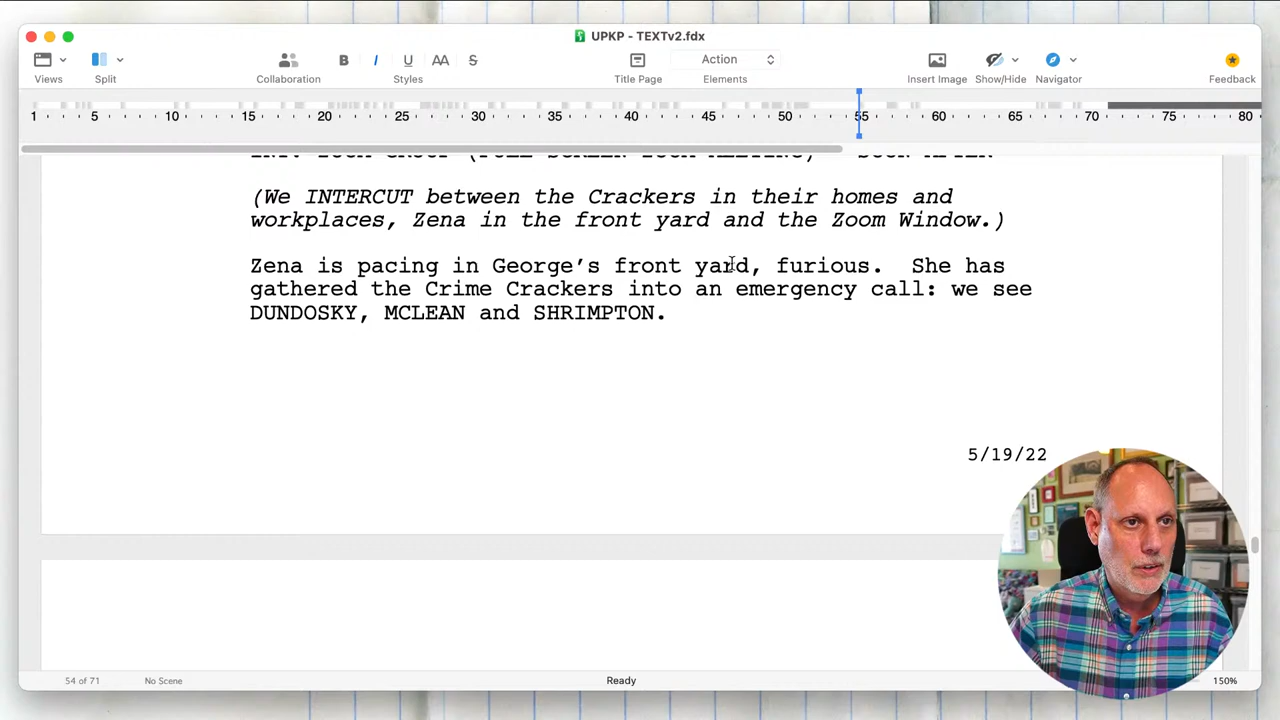 UPKP - TEXTv2.fdx
Views
Split
Collaboration
B I U AA S
Styles
Title Page
Action
Elements
Insert Image
Show/Hide
Navigator
Feedback
1 5 10 15 20 25 30 35 40 45 50 55 60 65 70 75 80
(We INTERCUT between the Crackers in their homes and
workplaces, Zena in the front yard and the Zoom Window.)
Zena is pacing in George’s front yard, furious.  She has
gathered the Crime Crackers into an emergency call: we see
DUNDOSKY, MCLEAN and SHRIMPTON.
5/19/22
54 of 71
No Scene
Ready
150%